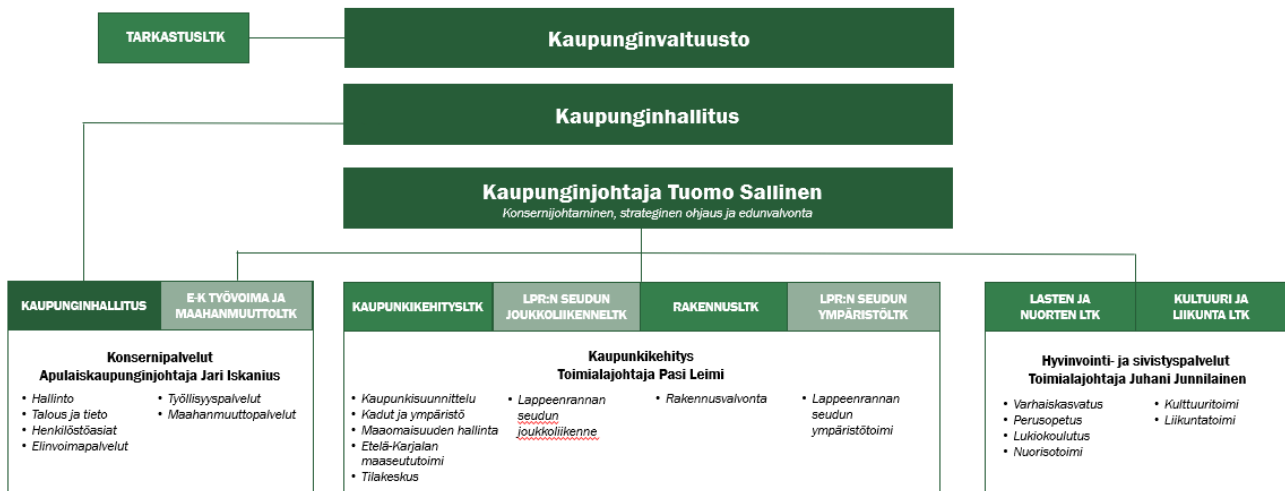 TARKASTUSLTK
Kaupunginvaltuusto
Kaupunginhallitus
Kaupunginjohtaja Tuomo Sallinen
Konsernijohtaminen, strateginen ohjaus ja edunvalvonta
KAUPUNGINHALLITUS
E-K TYÖVOIMA JA
MAAHANMUUTTOLTK
Konsernipalvelut
Apulaiskaupunginjohtaja Jari Iskanius
• Hallinto
• Talous ja tieto
• Henkilöstöasiat
• Elinvoimapalvelut
• Työllisyyspalvelut
• Maahanmuuttopalvelut
KAUPUNKIKEHITYSLTK
LPR:N SEUDUN
JOUKKOLIIKENNELTK
RAKENNUSLTK
LPR:N SEUDUN
YMPÄRISTÖLTK
Kaupunkikehitys
Toimialajohtaja Pasi Leimi
• Kaupunkisuunnittelu
• Kadut ja ympäristö
• Maaomaisuuden hallinta
• Etelä-Karjalan
maaseututoimi
• Tilakeskus
• Lappeenrannan
seudun
joukkoliikenne
• Rakennusvalvonta
• Lappeenrannan
seudun
ympäristötoimi
LASTEN JA
NUORTEN LTK
KULTUURI JA
LIIKUNTA LTK
Hyvinvointi- ja sivistyspalvelut
Toimialajohtaja Juhani Junnilainen
• Varhaiskasvatus
• Perusopetus
• Lukiokoulutus
• Nuorisotoimi
• Kulttuuritoimi
• Liikuntatoimi